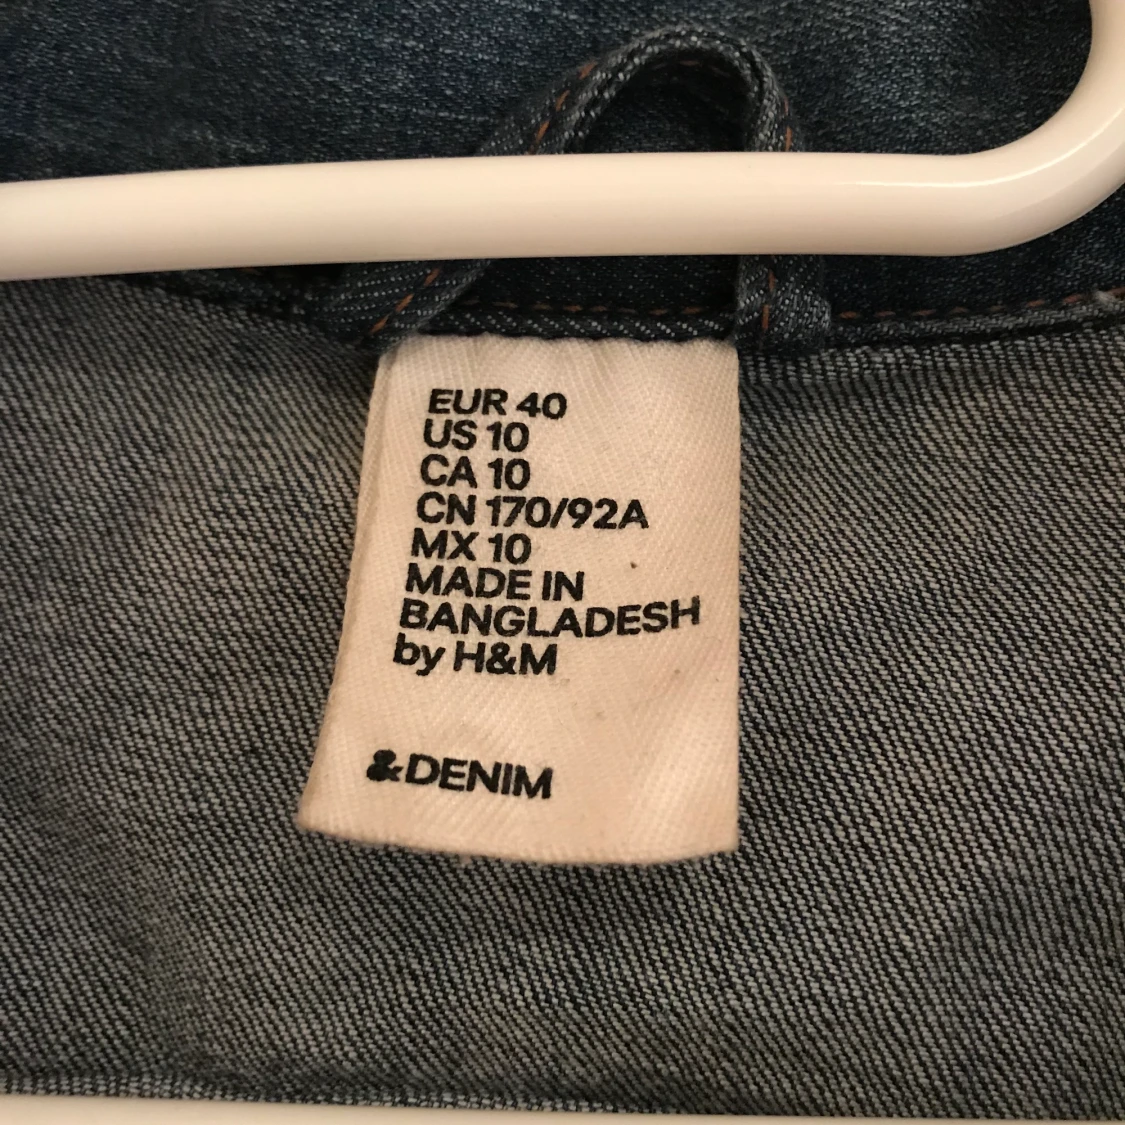 EUR 40
US 10
CA 10
CN 170/92A
MX 10
MADE IN
BANGLADESH
by H&M
&DENIM